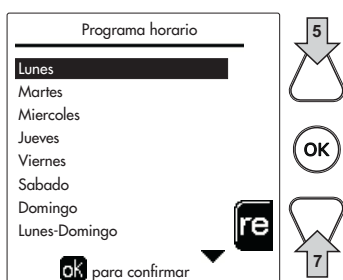 Programa horario
5
Lunes
Martes
Miercoles
Jueves
Viernes
Sabado
Domingo
Lunes-Domingo
OK
re
ok para confirmar
7